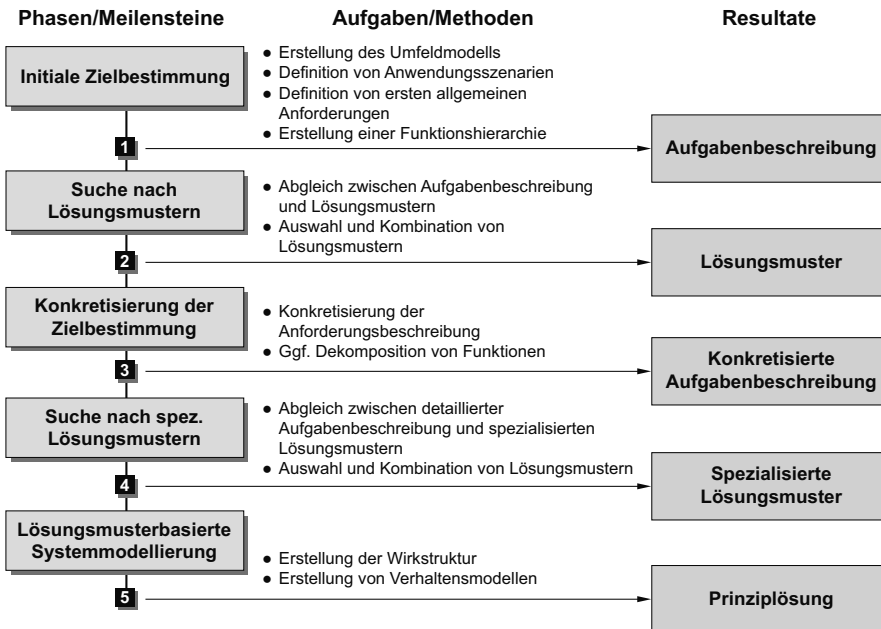 Phasen/Meilensteine Aufgaben/Methoden Resultate
Initiale Zielbestimmung
● Erstellung des Umfeldmodells
● Definition von Anwendungsszenarien
● Definition von ersten allgemeinen
Anforderungen
● Erstellung einer Funktionshierarchie
1
Aufgabenbeschreibung
Suche nach
Lösungsmustern
● Abgleich zwischen Aufgabenbeschreibung
und Lösungsmustern
● Auswahl und Kombination von
Lösungsmustern
2
Lösungsmuster
Konkretisierung der
Zielbestimmung
● Konkretisierung der
Anforderungsbeschreibung
● Ggf. Dekomposition von Funktionen
3
Konkretisierte
Aufgabenbeschreibung
Suche nach spez.
Lösungsmustern
● Abgleich zwischen detaillierter
Aufgabenbeschreibung und spezialisierten
Lösungsmustern
● Auswahl und Kombination von Lösungsmustern
4
Spezialisierte
Lösungsmuster
Lösungsmusterbasierte
Systemmodellierung
● Erstellung der Wirkstruktur
● Erstellung von Verhaltensmodellen
5
Prinziplösung